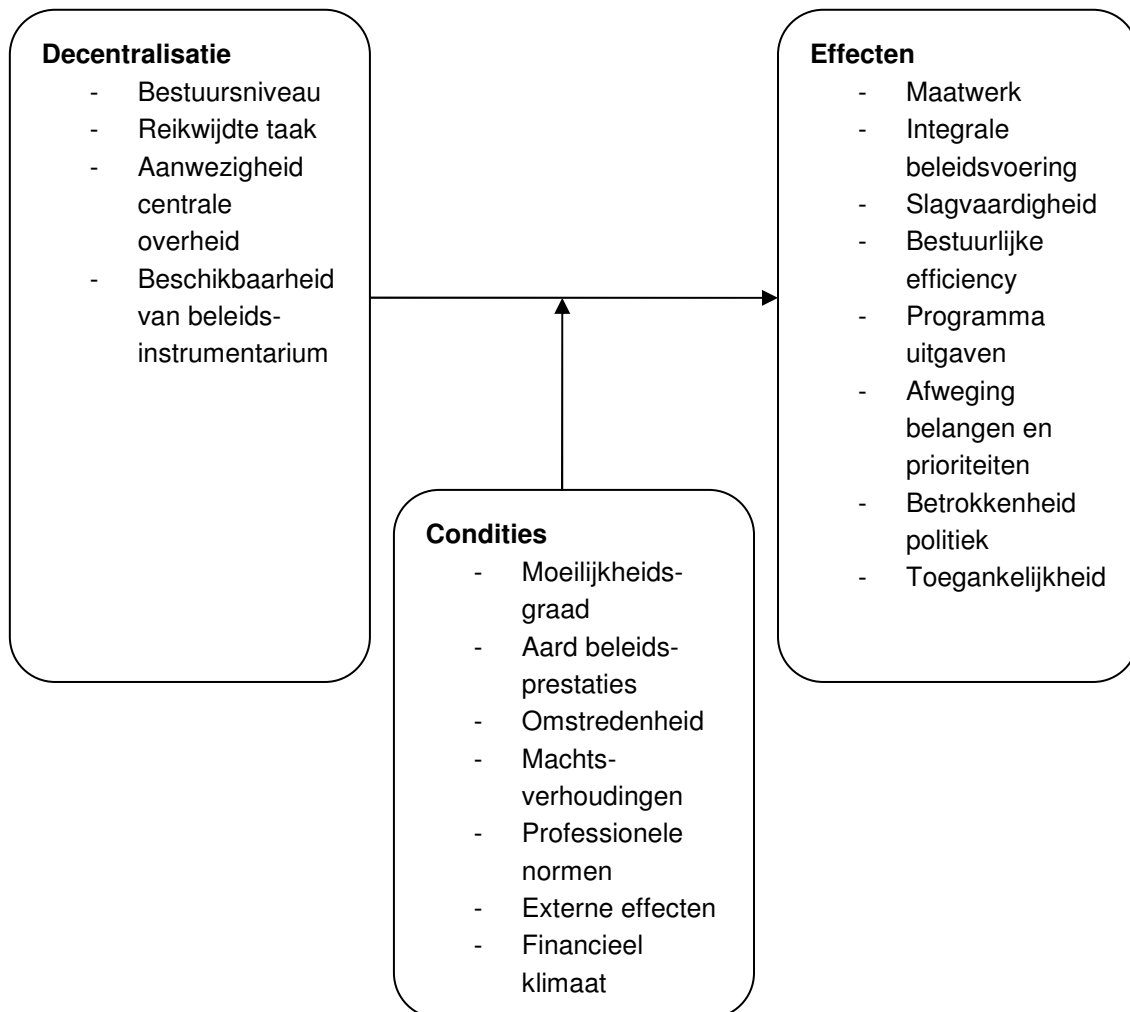 Decentralisatie
- Bestuursniveau
- Reikwijdte taak
- Aanwezigheid
centrale
overheid
- Beschikbaarheid
van beleids-
instrumentarium
Effecten
- Maatwerk
- Integrale
beleidsvoering
- Slagvaardigheid
- Bestuurlijke
efficiency
- Programma
uitgaven
- Afweging
belangen en
prioriteiten
- Betrokkenheid
politiek
- Toegankelijkheid
Condities
- Moeilijkheids-
graad
- Aard beleids-
prestaties
- Omstredenheid
- Machts-
verhoudingen
- Professionele
normen
- Externe effecten
- Financieel
klimaat